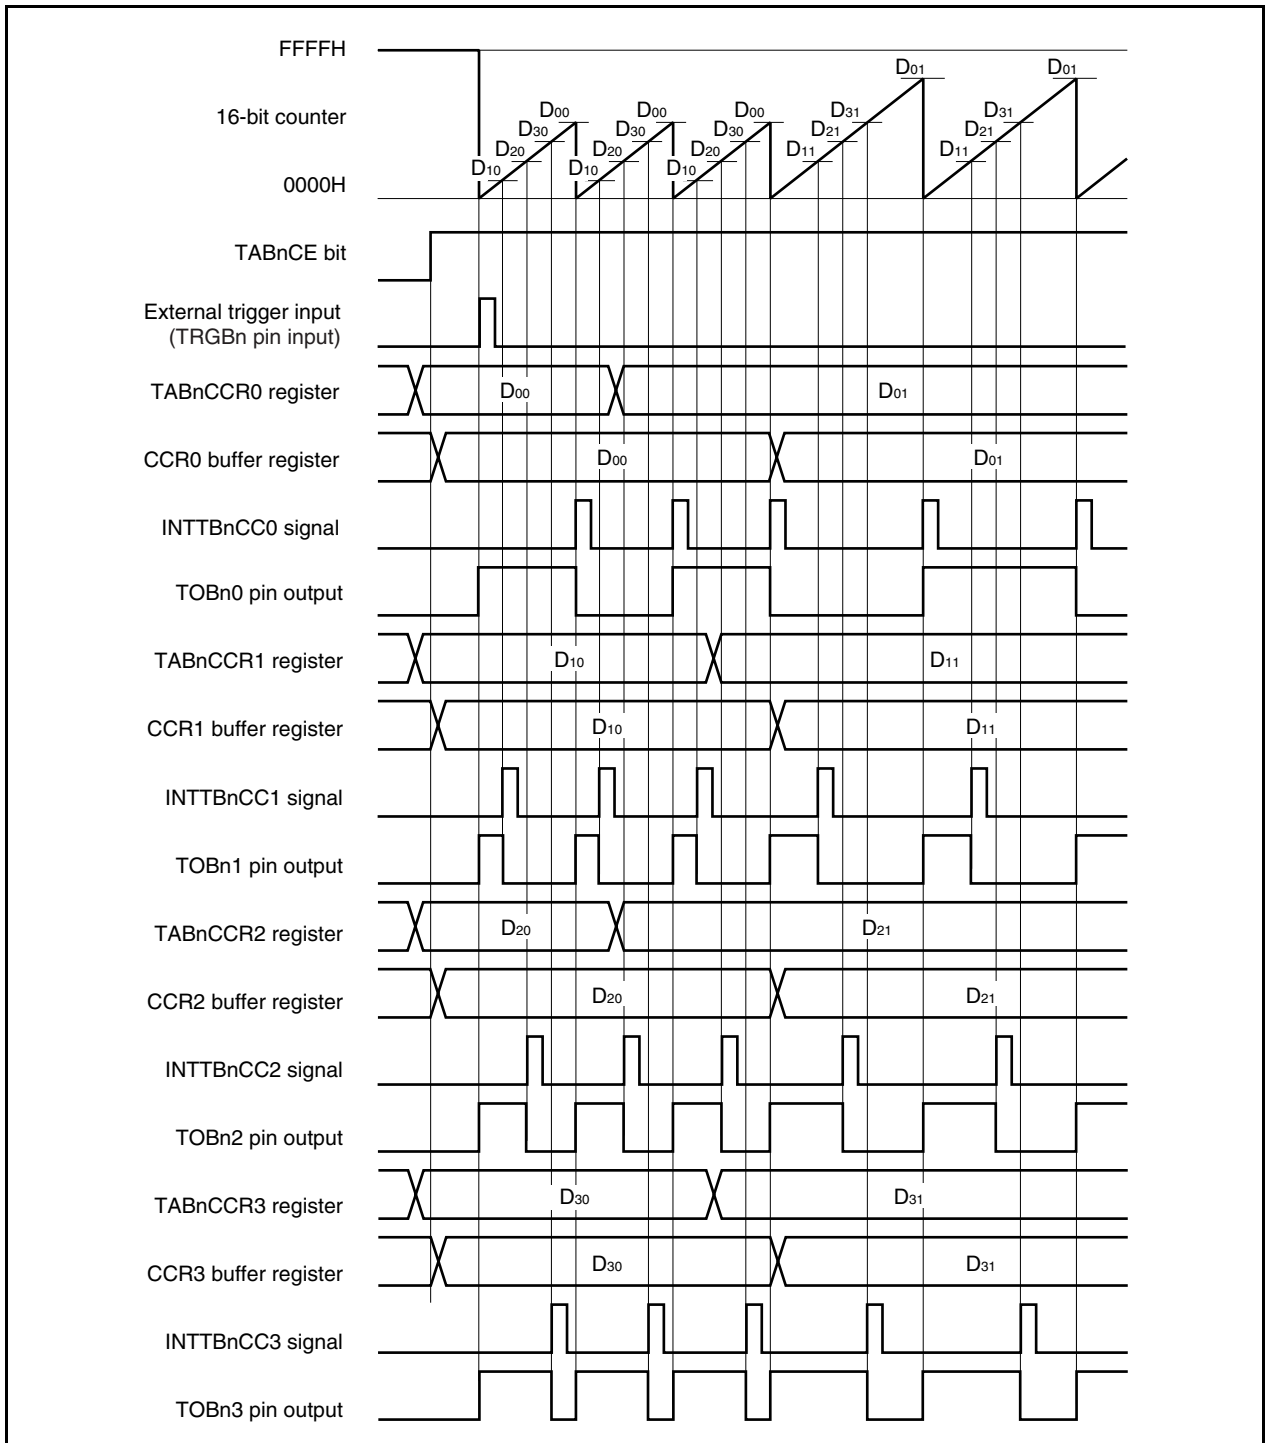 FFFFH
D01 D01
16-bit counter
D00 D00 D00 D31 D31
D30 D30 D30 D21 D21
D20 D20 D20 D11 D11
D10 D10 D10
0000H
TABnCE bit
External trigger input
(TRGBn pin input)
TABnCCR0 register D00 D01
CCR0 buffer register D00 D01
INTTBnCC0 signal
TOBn0 pin output
TABnCCR1 register D10 D11
CCR1 buffer register D10 D11
INTTBnCC1 signal
TOBn1 pin output
TABnCCR2 register D20 D21
CCR2 buffer register D20 D21
INTTBnCC2 signal
TOBn2 pin output
TABnCCR3 register D30 D31
CCR3 buffer register D30 D31
INTTBnCC3 signal
TOBn3 pin output